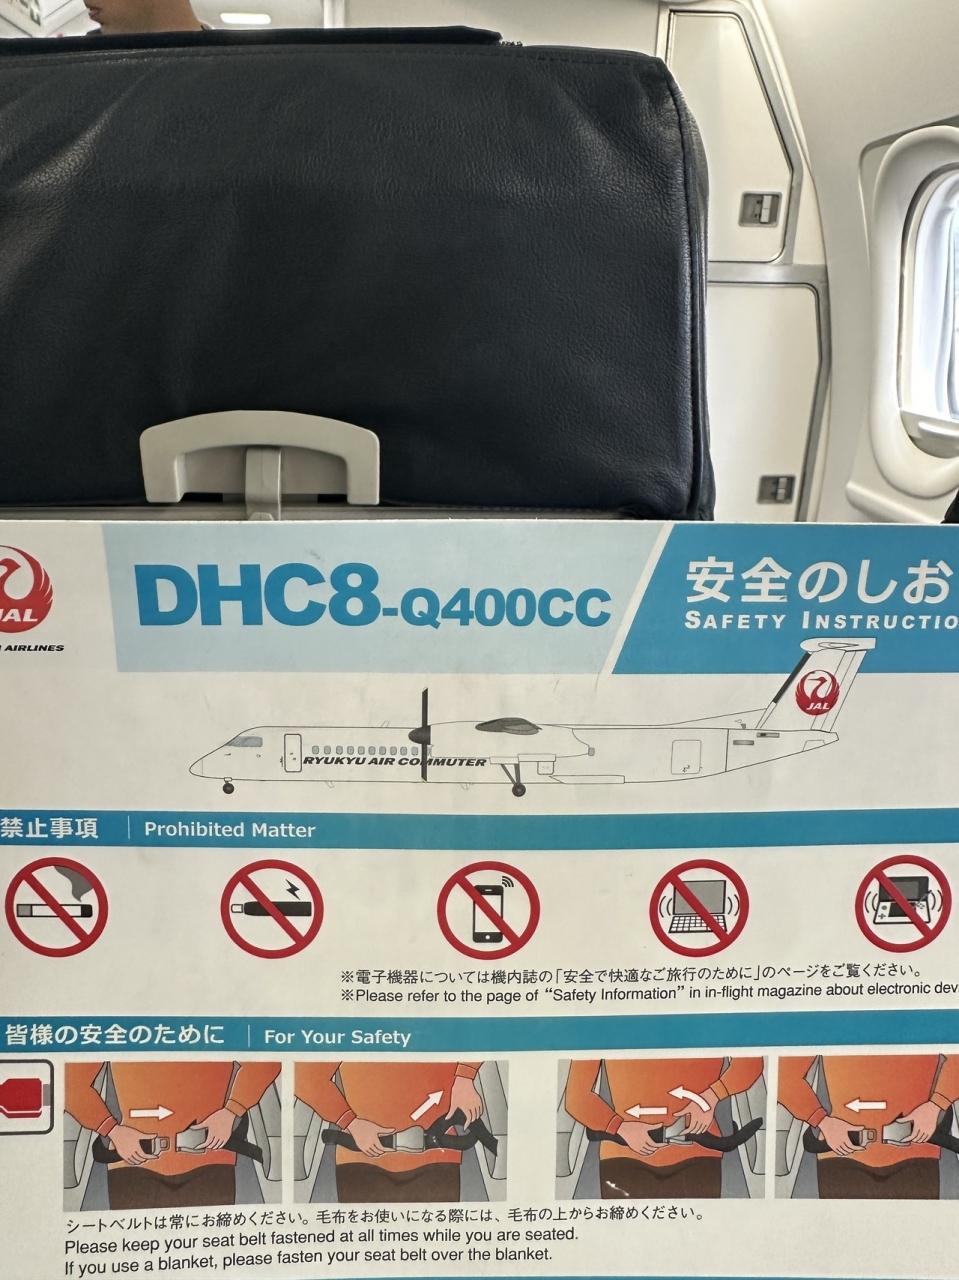 JAL
AIRLINES
DHC8-Q400CC
安全のしお
SAFETY INSTRUCTIO
JAL
RYUKYU AIR COMMUTER
禁止事項 Prohibited Matter
※電子機器については機内誌の「安全で快適なご旅行のために」のページをご覧ください。
※Please refer to the page of “Safety Information” in in-flight magazine about electronic dev
皆様の安全のために For Your Safety
シートベルトは常にお締めください。毛布をお使いになる際には、毛布の上からお締めください。
Please keep your seat belt fastened at all times while you are seated.
If you use a blanket, please fasten your seat belt over the blanket.